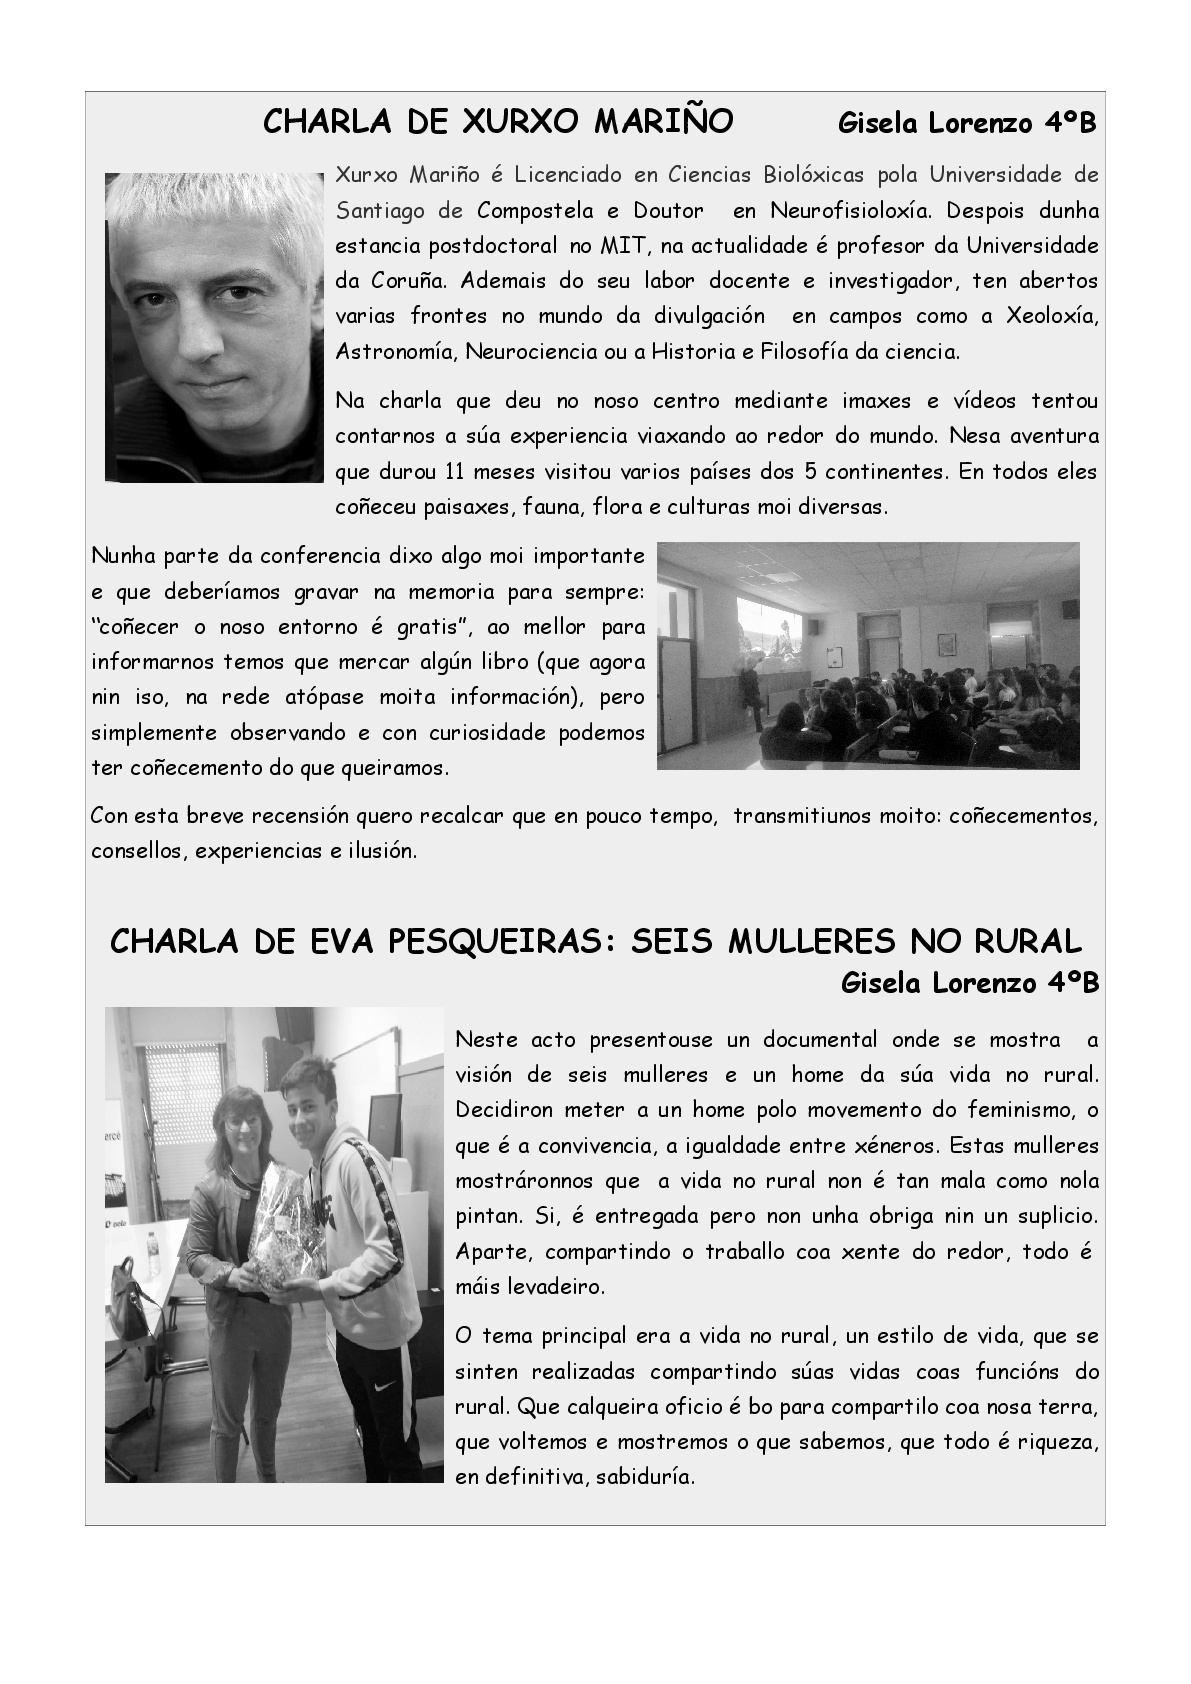 CHARLA DE XURXO MARIÑO Gisela Lorenzo 4ºB
Xurxo Mariño é Licenciado en Ciencias Biolóxicas pola Universidade de
Santiago de Compostela e Doutor en Neurofisioloxía. Despois dunha
estancia postdoctoral no MIT, na actualidade é profesor da Universidade
da Coruña. Ademais do seu labor docente e investigador, ten abertos
varias frontes no mundo da divulgación en campos como a Xeoloxía,
Astronomía, Neurociencia ou a Historia e Filosofía da ciencia.
Na charla que deu no noso centro mediante imaxes e vídeos tentou
contarnos a súa experiencia viaxando ao redor do mundo. Nesa aventura
que durou 11 meses visitou varios países dos 5 continentes. En todos eles
coñeceu paisaxes, fauna, flora e culturas moi diversas.
Nunha parte da conferencia dixo algo moi importante
e que deberíamos gravar na memoria para sempre:
“coñecer o noso entorno é gratis”, ao mellor para
informarnos temos que mercar algún libro (que agora
nin iso, na rede atópase moita información), pero
simplemente observando e con curiosidade podemos
ter coñecemento do que queiramos.
Con esta breve recensión quero recalcar que en pouco tempo, transmitiunos moito: coñecementos,
consellos, experiencias e ilusión.
CHARLA DE EVA PESQUEIRAS: SEIS MULLERES NO RURAL
Gisela Lorenzo 4ºB
Neste acto presentouse un documental onde se mostra a
visión de seis mulleres e un home da súa vida no rural.
Decidiron meter a un home polo movemento do feminismo, o
que é a convivencia, a igualdade entre xéneros. Estas mulleres
mostráronnos que a vida no rural non é tan mala como nola
pintan. Si, é entregada pero non unha obriga nin un suplicio.
Aparte, compartindo o traballo coa xente do redor, todo é
máis levadeiro.
O tema principal era a vida no rural, un estilo de vida, que se
sinten realizadas compartindo súas vidas coas funcións do
rural. Que calqueira oficio é bo para compartilo coa nosa terra,
que voltemos e mostremos o que sabemos, que todo é riqueza,
en definitiva, sabiduría.